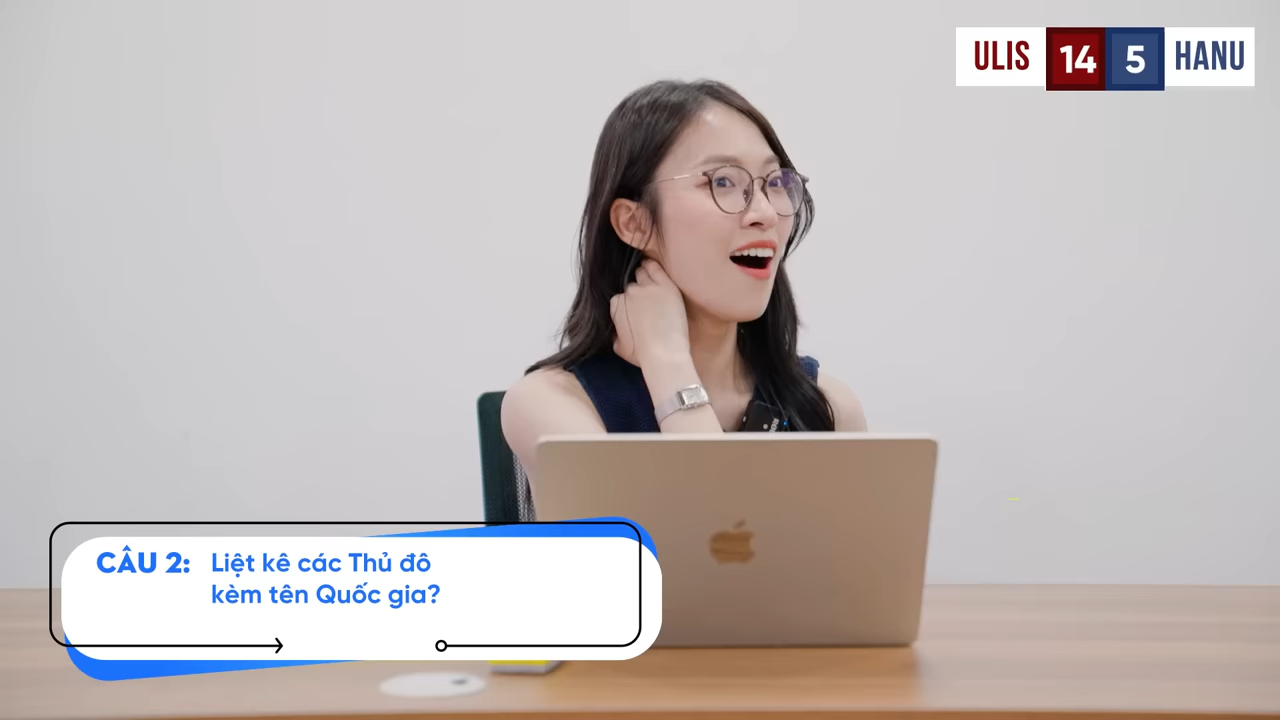 ULIS 14 5 HANU
CÂU 2: Liệt kê các Thủ đô
kèm tên Quốc gia?